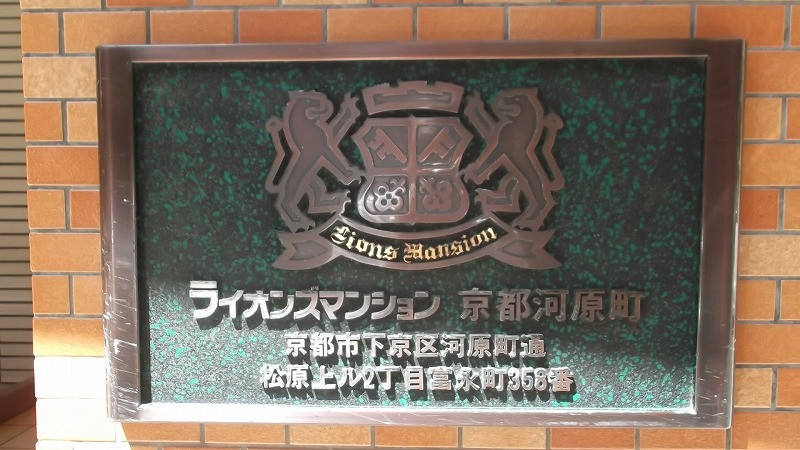 Lions Mansion
ライオンズマンション 京都河原町
京都市下京区河原町通
松原上ル2丁目富永町358番